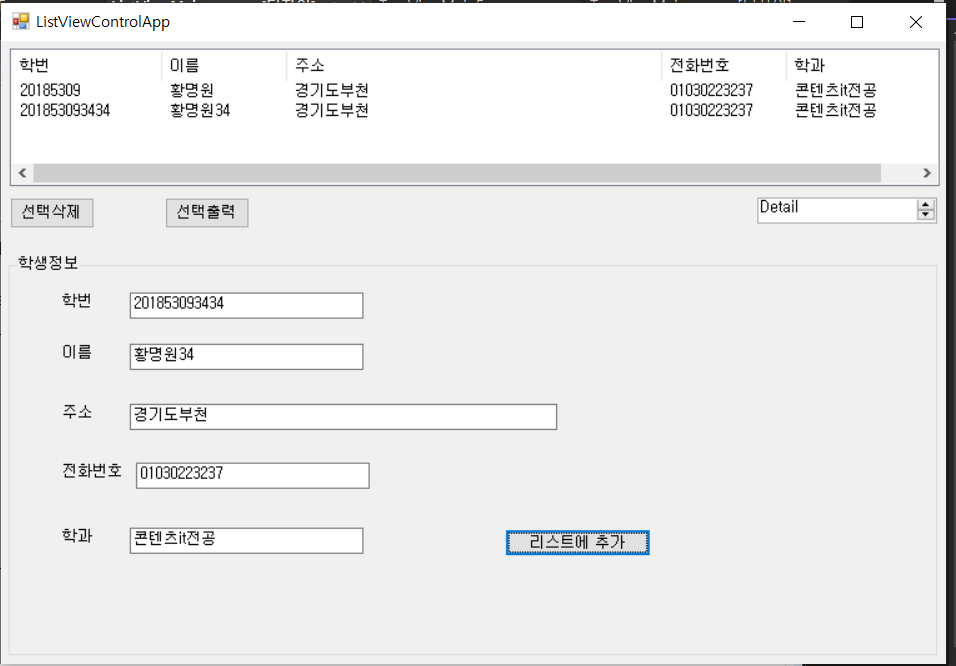 ListViewControlApp
학번 이름 주소 전화번호 학과
20185309 황명원 경기도부천 01030223237 콘텐츠it전공
201853093434 황명원34 경기도부천 01030223237 콘텐츠it전공
선택삭제 선택출력 Detail
학생정보
학번 201853093434
이름 황명원34
주소 경기도부천
전화번호 01030223237
학과 콘텐츠it전공 리스트에 추가